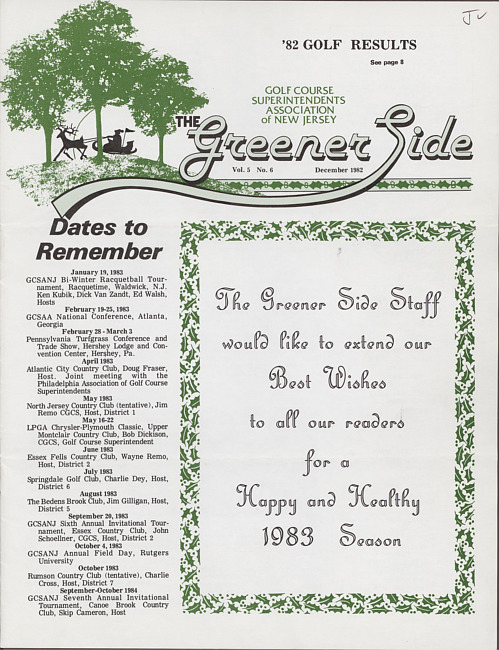 '82 GOLF RESULTS
See page 8
GOLF COURSE
SUPERINTENDENTS
ASSOCIATION
of NEW JERSEY
THE Greener Side
Vol. 5 No. 6 December 1982
Dates to
Remember
January 19, 1983
GCSANJ Bi-Winter Racquetball Tour-
nament, Racquetime, Waldwick, N.J.
Ken Kubik, Dick Van Zandt, Ed Walsh,
Hosts
February 19-25, 1983
GCSAA National Conference, Atlanta,
Georgia
February 28 - March 3
Pennsylvania Turfgrass Conference and
Trade Show, Hershey Lodge and Con-
vention Center, Hershey, Pa.
April 1983
Atlantic City Country Club, Doug Fraser,
Host. Joint meeting with the
Philadelphia Association of Golf Course
Superintendents
May 1983
North Jersey Country Club (tentative), Jim
Remo CGCS, Host, District 1
May 16-22
LPGA Chrysler-Plymouth Classic, Upper
Montclair Country Club, Bob Dickison,
CGCS, Golf Course Superintendent
June 1983
Essex Fells Country Club, Wayne Remo,
Host, District 2
July 1983
Springdale Golf Club, Charlie Dey, Host,
District 6
August 1983
The Bedens Brook Club, Jim Gilligan, Host,
District 5
September 20, 1983
GCSANJ Sixth Annual Invitational Tour-
nament, Essex Country Club, John
Schoellner, CGCS, Host, District 2
October 4, 1983
GCSANJ Annual Field Day, Rutgers
University
October 1983
Rumson Country Club (tentative), Charlie
Cross, Host, District 7
September-October 1984
GCSANJ Seventh Annual Invitational
Tournament, Canoe Brook Country
Club, Skip Cameron, Host
The Greener Side Staff
would like to extend our
Best Wishes
to all our readers
for a
Happy and Healthy
1983 Season